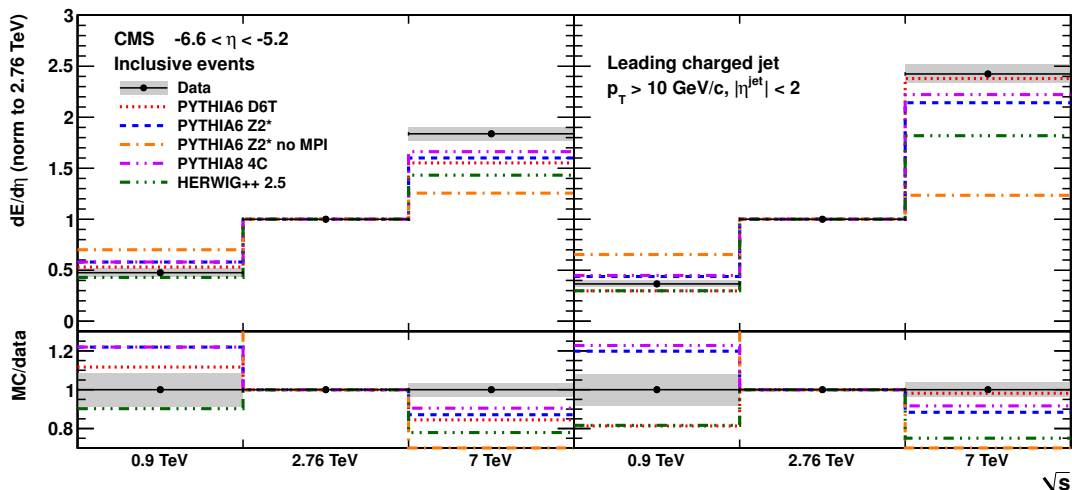 dE/dη (norm to 2.76 TeV)
3
2.5
2
1.5
1
0.5
0
CMS -6.6 < η < -5.2
Inclusive events
Data
PYTHIA6 D6T
PYTHIA6 Z2*
PYTHIA6 Z2* no MPI
PYTHIA8 4C
HERWIG++ 2.5
Leading charged jet
p_T > 10 GeV/c, |η^jet| < 2
MC/data
1.2
1
0.8
0.9 TeV 2.76 TeV 7 TeV 0.9 TeV 2.76 TeV 7 TeV
√s